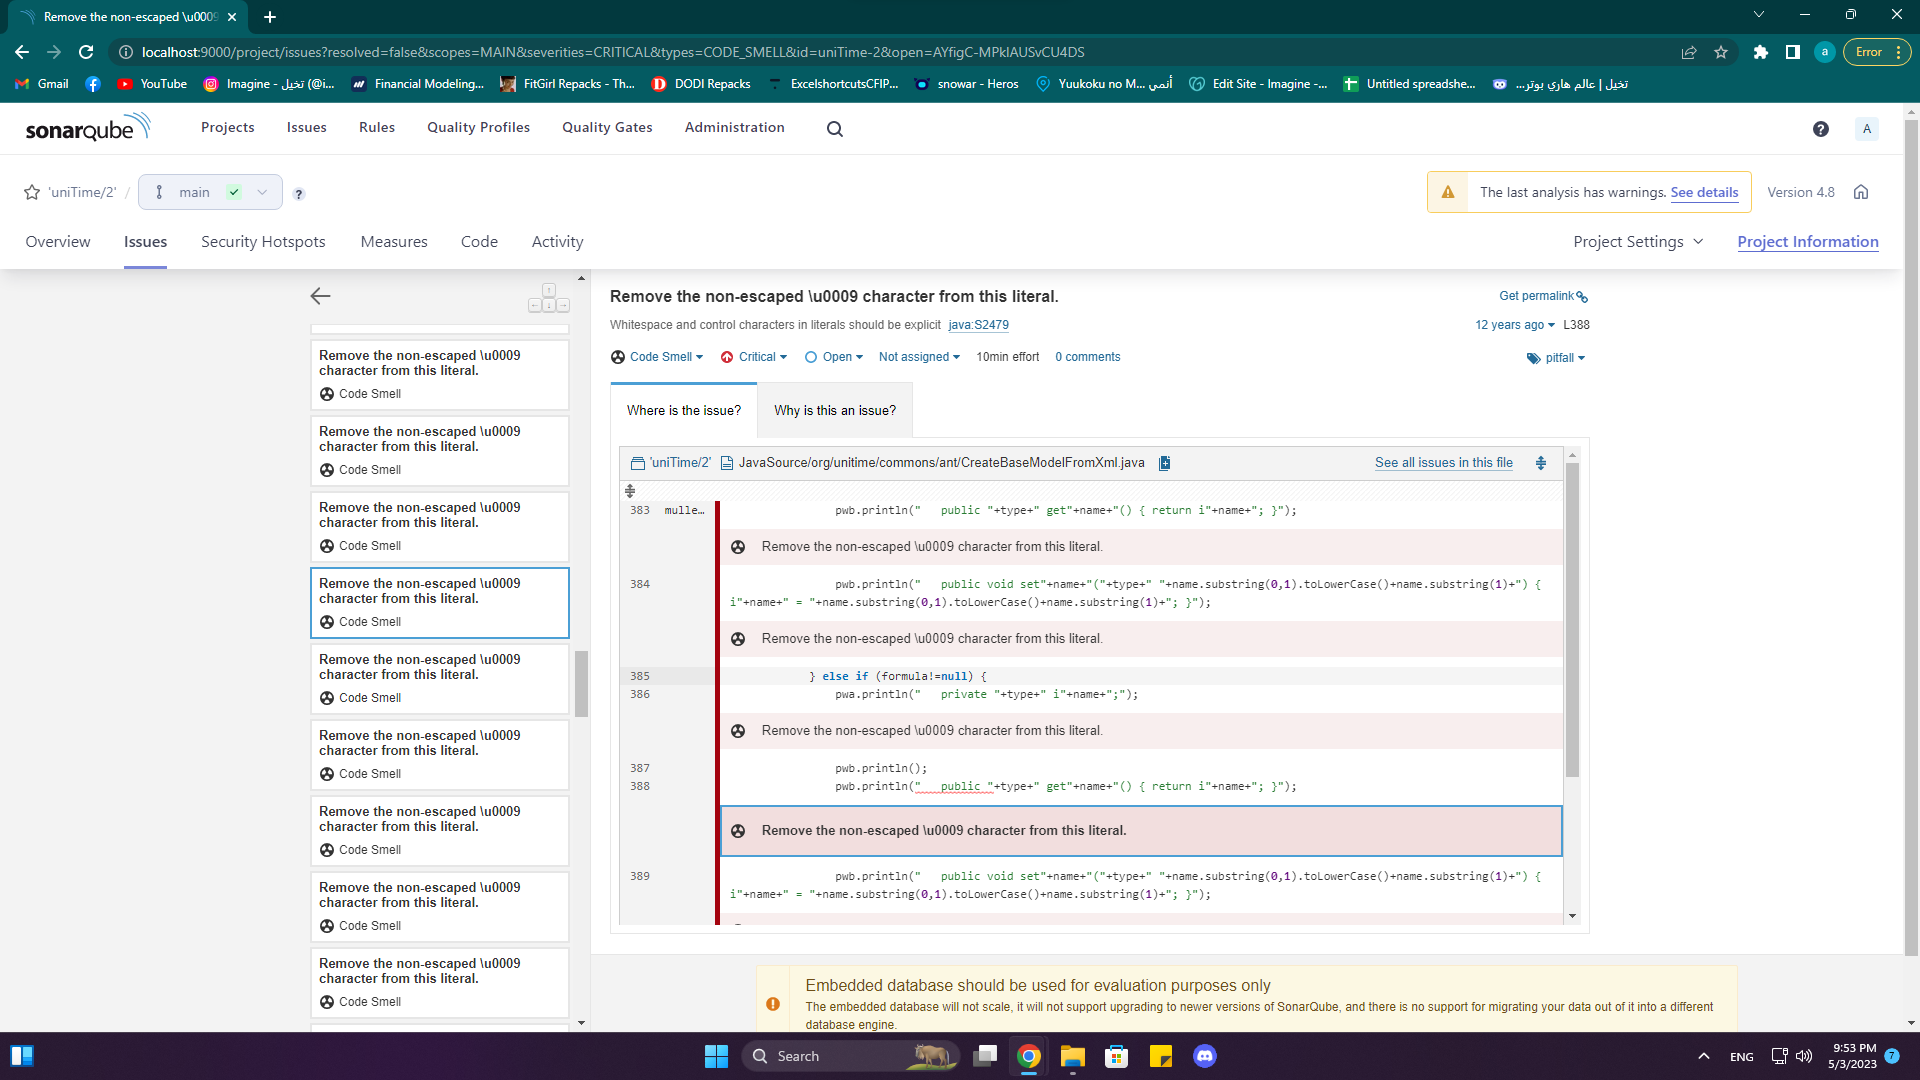 Remove the non-escaped \u0009
localhost:9000/project/issues?resolved=false&scopes=MAIN&severities=CRITICAL&types=CODE_SMELL&id=uniTime-2&open=AYfigC-MPkIAUSvCU4DS
a
Error
Gmail
YouTube
Imagine - تخيل (@i...
Financial Modeling...
FitGirl Repacks - Th...
DODI Repacks
ExcelshortcutsCFIP...
snowar - Heros
Yuukoku no M... أنمي
Edit Site - Imagine -...
Untitled spreadshe...
تخيل | عالم هاري بوتر...
sonarqube
Projects
Issues
Rules
Quality Profiles
Quality Gates
Administration
A
'uniTime/2' /
main
The last analysis has warnings. See details
Version 4.8
Overview
Issues
Security Hotspots
Measures
Code
Activity
Project Settings
Project Information
Remove the non-escaped \u0009
character from this literal.
Code Smell
Remove the non-escaped \u0009
character from this literal.
Code Smell
Remove the non-escaped \u0009
character from this literal.
Code Smell
Remove the non-escaped \u0009
character from this literal.
Code Smell
Remove the non-escaped \u0009
character from this literal.
Code Smell
Remove the non-escaped \u0009
character from this literal.
Code Smell
Remove the non-escaped \u0009
character from this literal.
Code Smell
Remove the non-escaped \u0009
character from this literal.
Code Smell
Remove the non-escaped \u0009
character from this literal.
Code Smell
Remove the non-escaped \u0009 character from this literal.
Get permalink
Whitespace and control characters in literals should be explicit java:S2479
12 years ago L388
Code Smell Critical Open Not assigned 10min effort 0 comments
pitfall
Where is the issue?
Why is this an issue?
'uniTime/2' JavaSource/org/unitime/commons/ant/CreateBaseModelFromXml.java
See all issues in this file
383 mulle... pwb.println("   public "+type+" get"+name+"() { return i"+name+"; }");
Remove the non-escaped \u0009 character from this literal.
384 pwb.println("   public void set"+name+"("+type+" "+name.substring(0,1).toLowerCase()+name.substring(1)+") {
i"+name+" = "+name.substring(0,1).toLowerCase()+name.substring(1)+"; }");
Remove the non-escaped \u0009 character from this literal.
385 } else if (formula!=null) {
386 pwa.println("   private "+type+" i"+name+";");
Remove the non-escaped \u0009 character from this literal.
387 pwb.println();
388 pwb.println("   public "+type+" get"+name+"() { return i"+name+"; }");
Remove the non-escaped \u0009 character from this literal.
389 pwb.println("   public void set"+name+"("+type+" "+name.substring(0,1).toLowerCase()+name.substring(1)+") {
i"+name+" = "+name.substring(0,1).toLowerCase()+name.substring(1)+"; }");
Embedded database should be used for evaluation purposes only
The embedded database will not scale, it will not support upgrading to newer versions of SonarQube, and there is no support for migrating your data out of it into a different
database engine.
Search
ENG
9:53 PM
5/3/2023
7